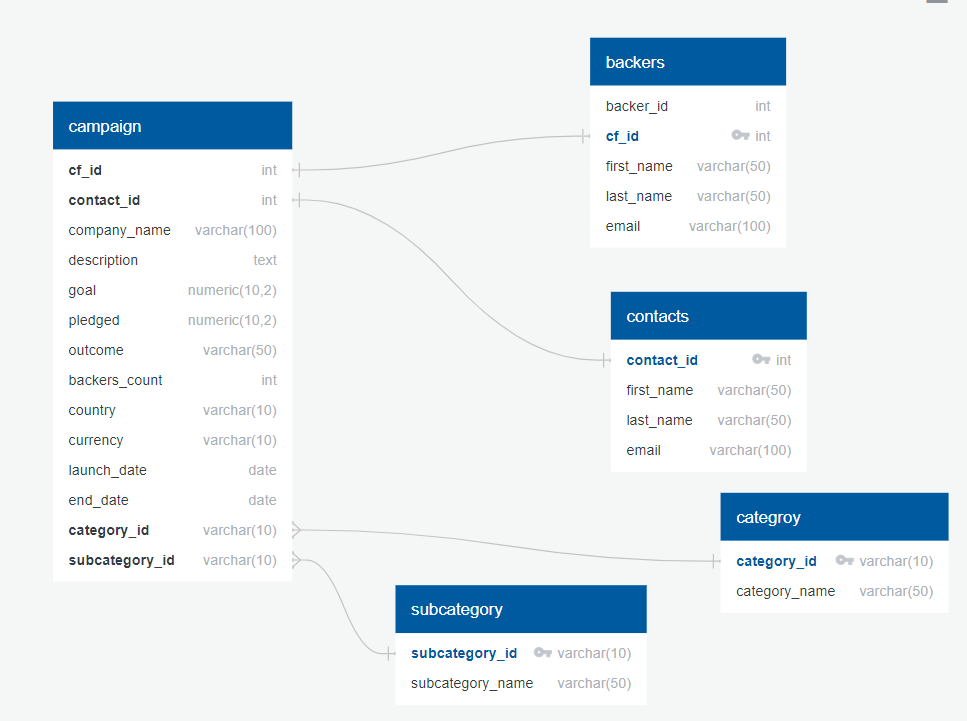 campaign
cf_id int
contact_id int
company_name varchar(100)
description text
goal numeric(10,2)
pledged numeric(10,2)
outcome varchar(50)
backers_count int
country varchar(10)
currency varchar(10)
launch_date date
end_date date
category_id varchar(10)
subcategory_id varchar(10)
backers
backer_id int
cf_id int
first_name varchar(50)
last_name varchar(50)
email varchar(100)
contacts
contact_id int
first_name varchar(50)
last_name varchar(50)
email varchar(100)
categroy
category_id varchar(10)
category_name varchar(50)
subcategory
subcategory_id varchar(10)
subcategory_name varchar(50)